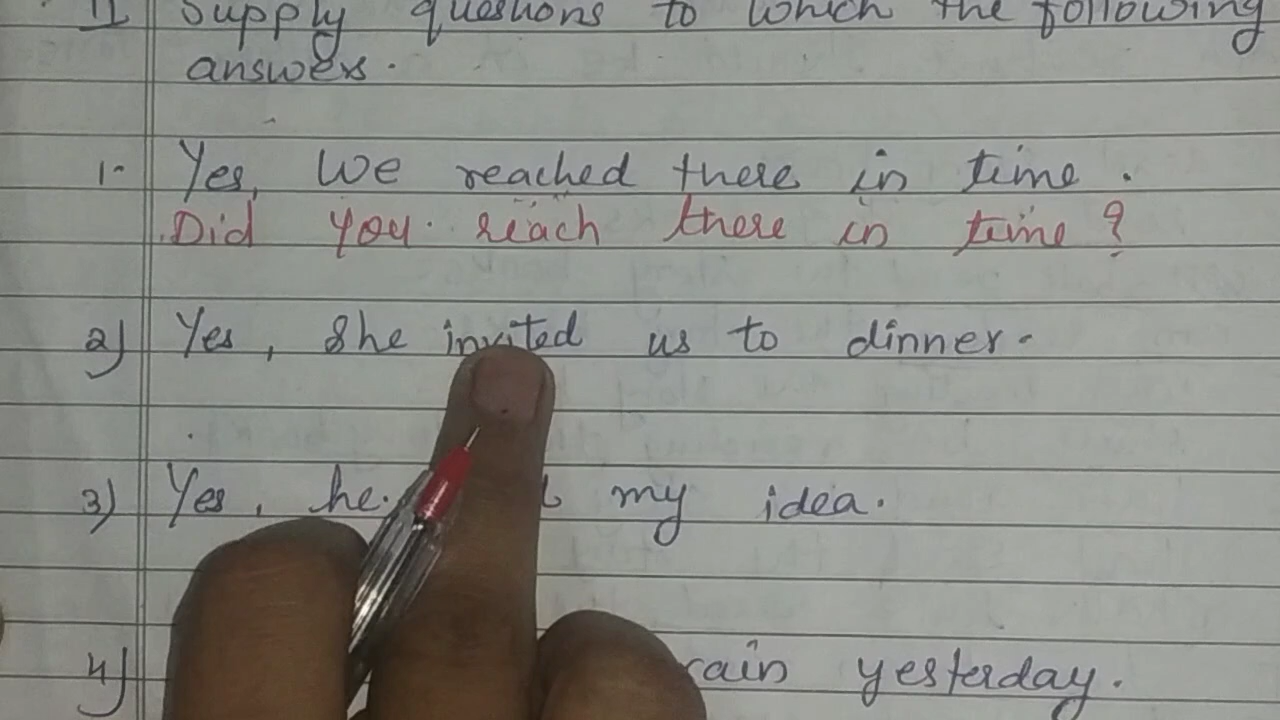 II Supply questions to which the following
answers.
1. Yes, We reached there in time.
Did you reach there in time?
2) Yes, She invited us to dinner.
3) Yes, he my idea.
4) rain yesterday.